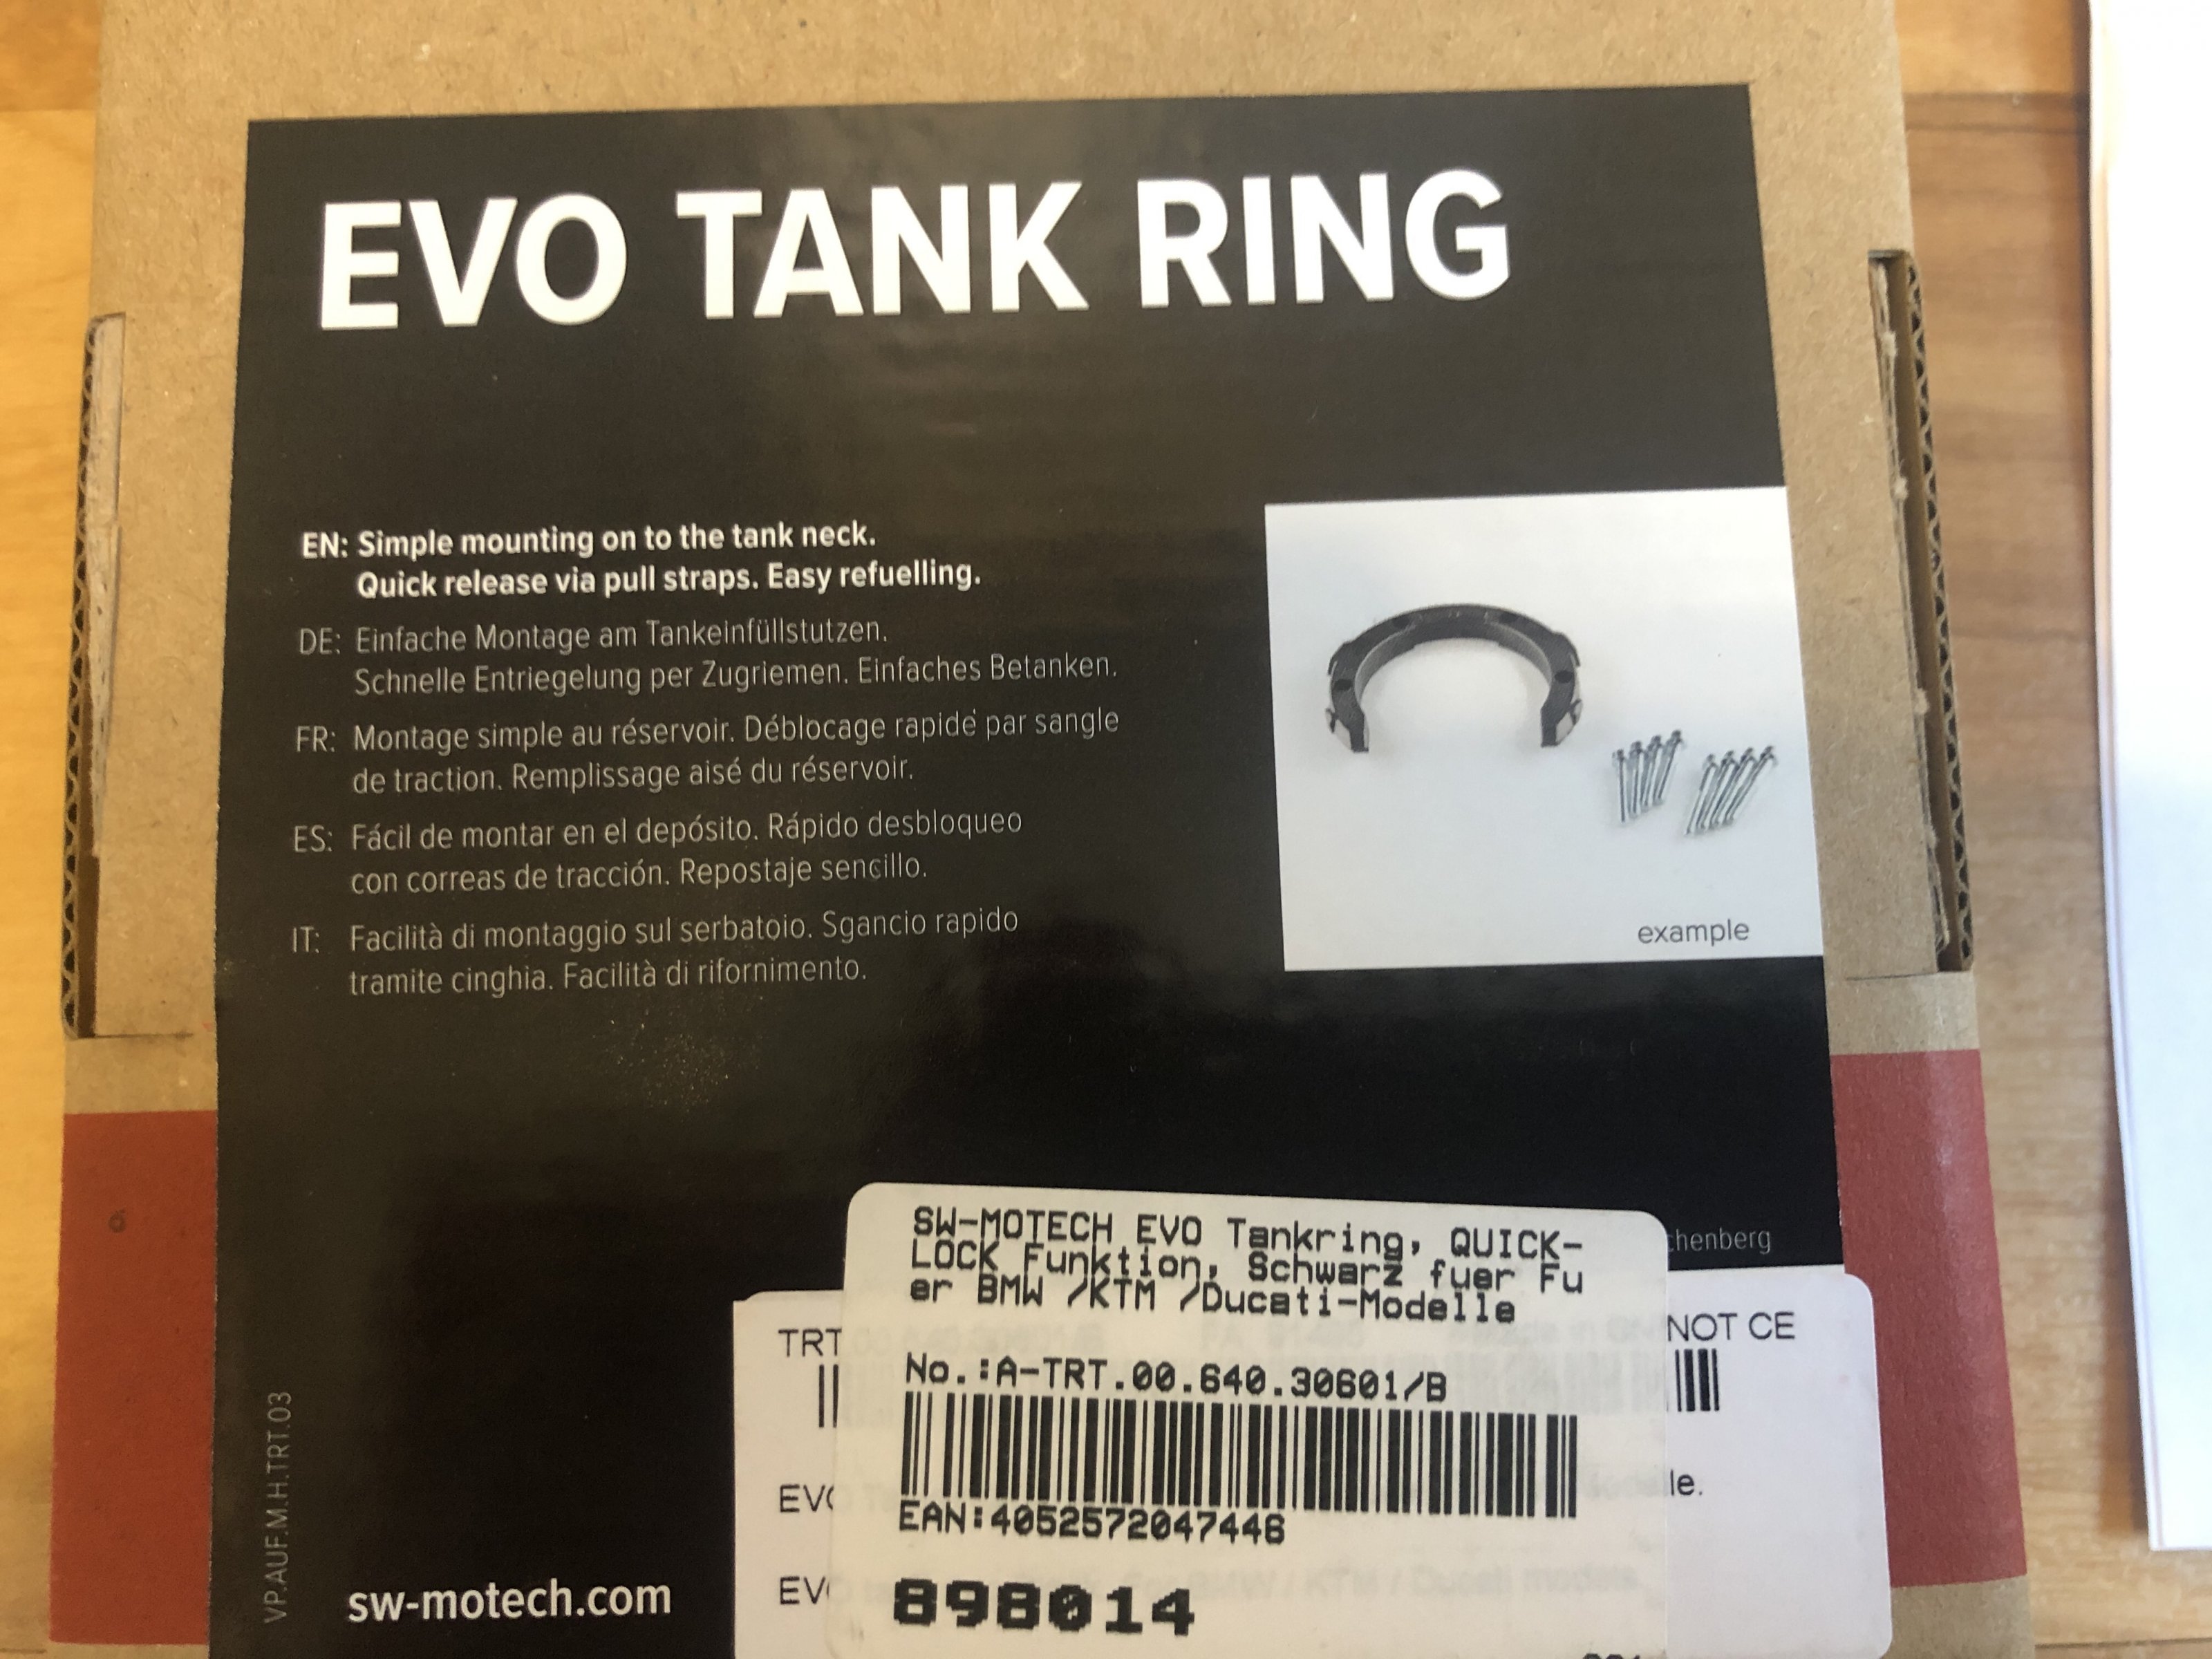 EVO TANK RING
EN: Simple mounting on to the tank neck.
Quick release via pull straps. Easy refuelling.
DE: Einfache Montage am Tankeinfüllstutzen.
Schnelle Entriegelung per Zugriemen. Einfaches Betanken.
FR: Montage simple au réservoir. Déblocage rapide par sangle
de traction. Remplissage aisé du réservoir.
ES: Fácil de montar en el depósito. Rápido desbloqueo
con correas de tracción. Repostaje sencillo.
IT: Facilità di montaggio sul serbatoio. Sgancio rapido
tramite cinghia. Facilità di rifornimento.
example
chenberg
SW-MOTECH EVO Tankring, QUICK-
LOCK Funktion, Schwarz fuer Fu
er BMW /KTM /Ducati-Modelle
TRT
NOT CE
No.:A-TRT.00.640.30601/B
EAN:4052572047446
898014
EVO
le.
EVO
sw-motech.com
VP.AUF.M.H.TRT.03